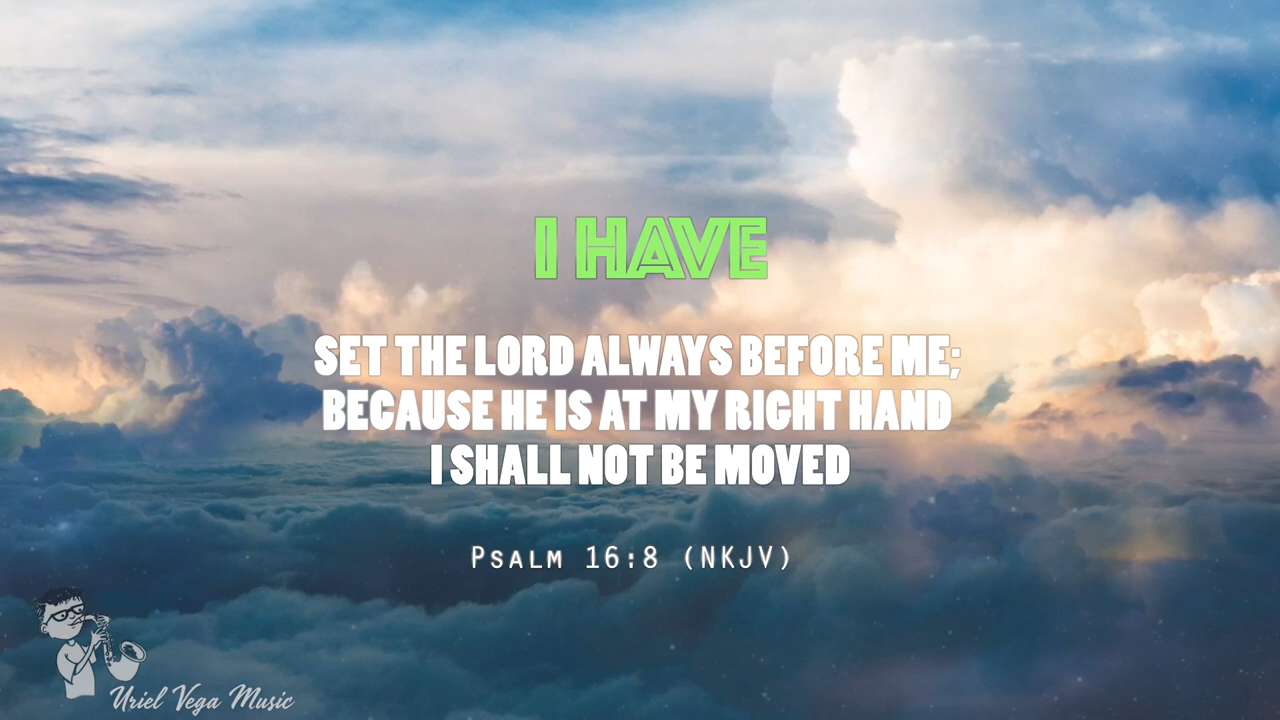 I HAVE
SET THE LORD ALWAYS BEFORE ME;
BECAUSE HE IS AT MY RIGHT HAND
I SHALL NOT BE MOVED
Psalm 16:8 (NKJV)
Uriel Vega Music